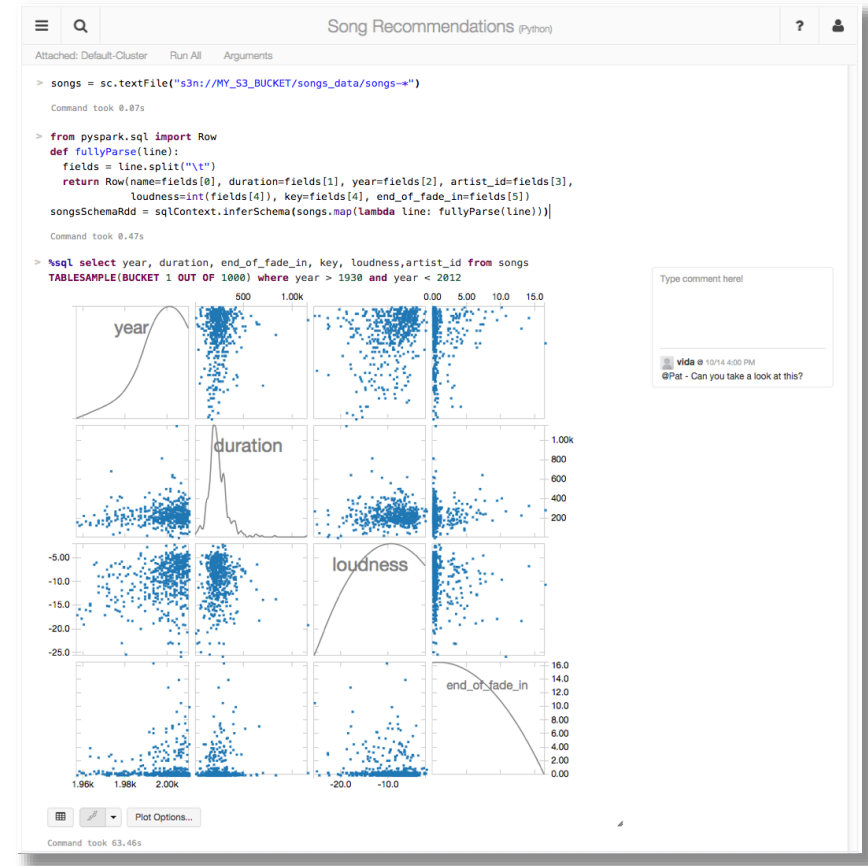 Song Recommendations (Python)
?
Attached: Default-Cluster Run All Arguments
> songs = sc.textFile("s3n://MY_S3_BUCKET/songs_data/songs-*")
Command took 0.07s
> from pyspark.sql import Row
def fullyParse(line):
fields = line.split("\t")
return Row(name=fields[0], duration=fields[1], year=fields[2], artist_id=fields[3],
loudness=int(fields[4]), key=fields[4], end_of_fade_in=fields[5])
songsSchemaRdd = sqlContext.inferSchema(songs.map(lambda line: fullyParse(line)))
Command took 0.47s
> %sql select year, duration, end_of_fade_in, key, loudness,artist_id from songs
TABLESAMPLE(BUCKET 1 OUT OF 1000) where year > 1930 and year < 2012
Type comment here!
vida @ 10/14 4:00 PM
@Pat - Can you take a look at this?
500 1.00k 0.00 5.00 10.0 15.0
year
duration
1.00k
800
600
400
200
loudness
-5.00
-10.0
-15.0
-20.0
-25.0
end_of_fade_in
16.0
14.0
12.0
10.0
8.00
6.00
4.00
2.00
0.00
1.96k 1.98k 2.00k -20.0 -10.0
Plot Options...
Command took 63.46s